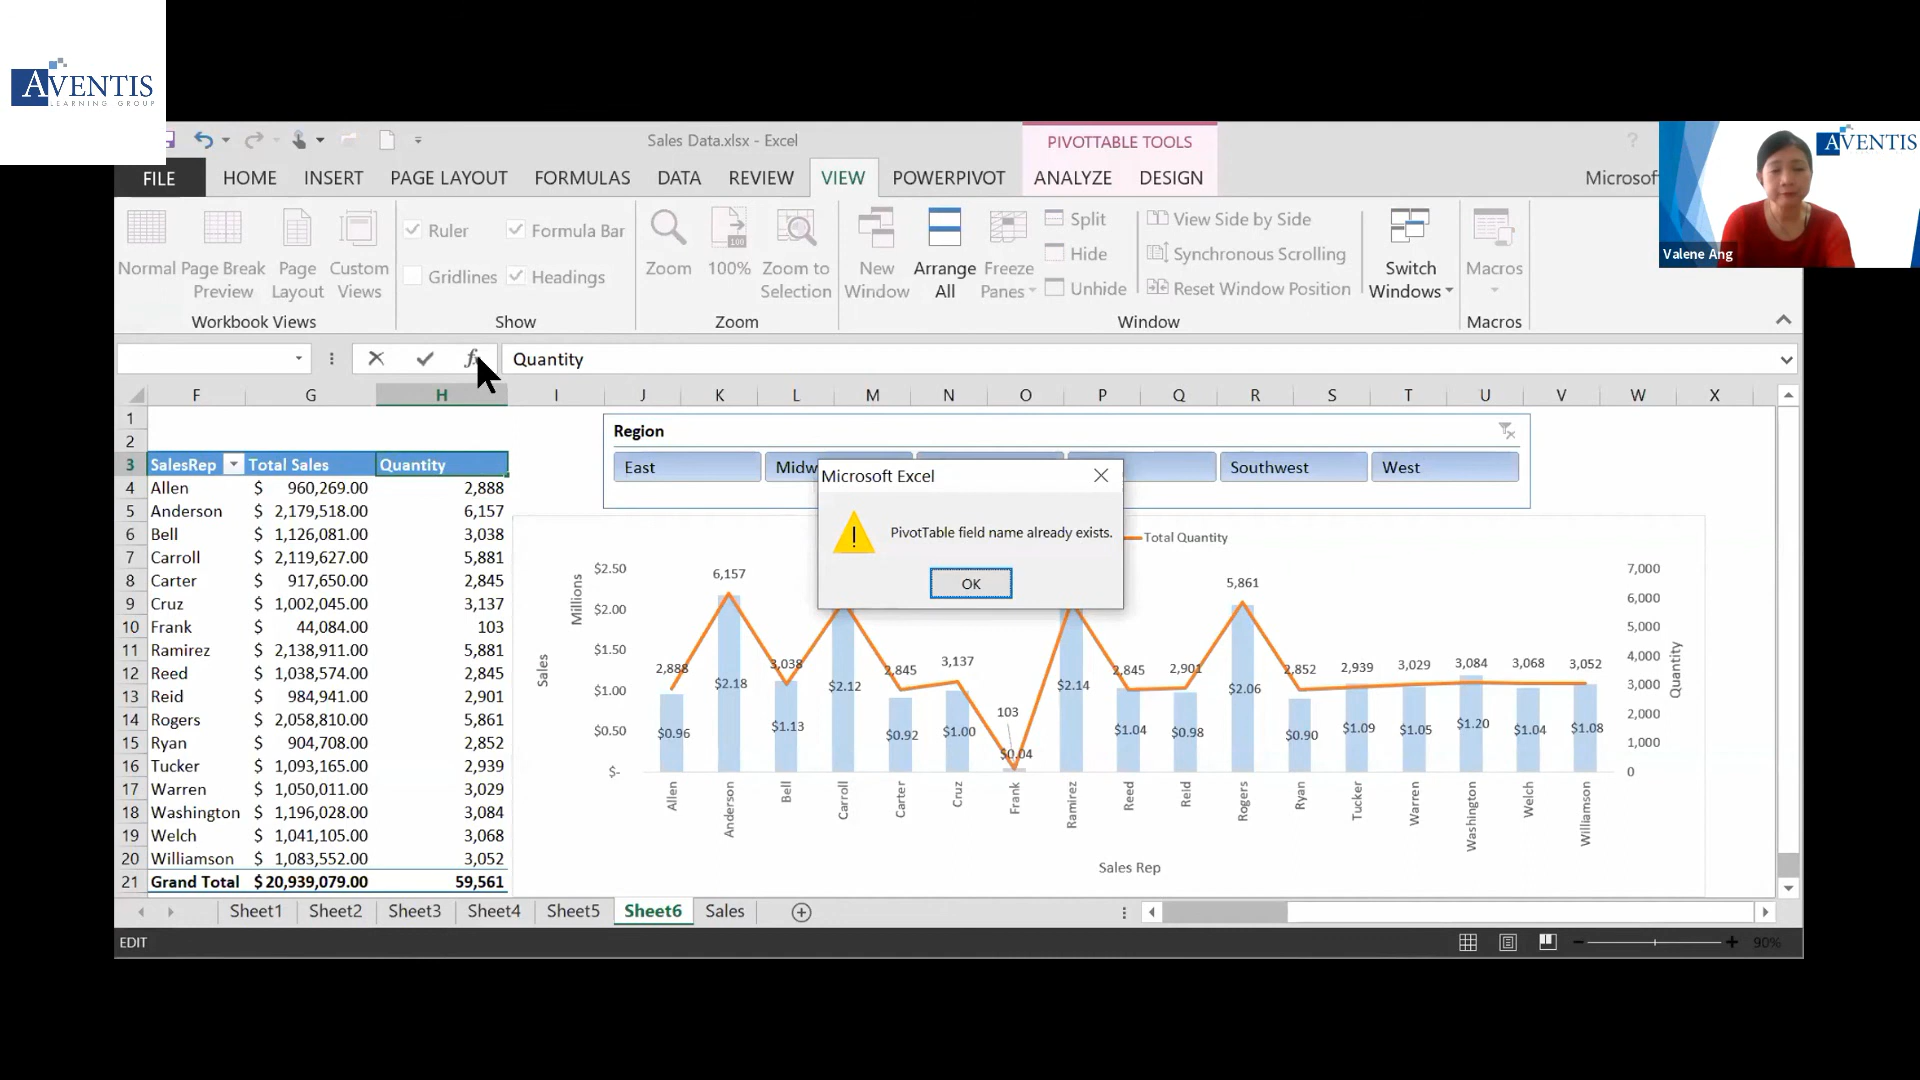 AVENTIS
LEARNING GROUP
Sales Data.xlsx - Excel
PIVOTTABLE TOOLS
?
AVENTIS
Valene Ang
FILE HOME INSERT PAGE LAYOUT FORMULAS DATA REVIEW VIEW POWERPIVOT ANALYZE DESIGN Microsof
Normal Page Break Preview Page Layout Custom Views
Workbook Views
Ruler Formula Bar
Gridlines Headings
Show
Zoom 100% Zoom to Selection
Zoom
New Window Arrange All Freeze Panes
Split View Side by Side
Hide Synchronous Scrolling
Unhide Reset Window Position
Switch Windows
Window
Macros
Macros
Quantity
F G H I J K L M N O P Q R S T U V W X
1
2
3 SalesRep Total Sales Quantity
4 Allen $ 960,269.00 2,888
5 Anderson $ 2,179,518.00 6,157
6 Bell $ 1,126,081.00 3,038
7 Carroll $ 2,119,627.00 5,881
8 Carter $ 917,650.00 2,845
9 Cruz $ 1,002,045.00 3,137
10 Frank $ 44,084.00 103
11 Ramirez $ 2,138,911.00 5,881
12 Reed $ 1,038,574.00 2,845
13 Reid $ 984,941.00 2,901
14 Rogers $ 2,058,810.00 5,861
15 Ryan $ 904,708.00 2,852
16 Tucker $ 1,093,165.00 2,939
17 Warren $ 1,050,011.00 3,029
18 Washington $ 1,196,028.00 3,084
19 Welch $ 1,041,105.00 3,068
20 Williamson $ 1,083,552.00 3,052
21 Grand Total $ 20,939,079.00 59,561
Region
East Midw Southwest West
Microsoft Excel
PivotTable field name already exists.
OK
Total Quantity
Millions
Sales
$2.50
$2.00
$1.50
$1.00
$0.50
$-
6,157 5,861
2,888 3,038 2,845 3,137 103 2,845 2,901 2,852 2,939 3,029 3,084 3,068 3,052
$0.96 $2.18 $1.13 $2.12 $0.92 $1.00 $0.04 $2.14 $1.04 $0.98 $2.06 $0.90 $1.09 $1.05 $1.20 $1.04 $1.08
7,000
6,000
5,000
4,000
3,000
2,000
1,000
0
Quantity
Allen Anderson Bell Carroll Carter Cruz Frank Ramirez Reed Reid Rogers Ryan Tucker Warren Washington Welch Williamson
Sales Rep
Sheet1 Sheet2 Sheet3 Sheet4 Sheet5 Sheet6 Sales
EDIT
90%